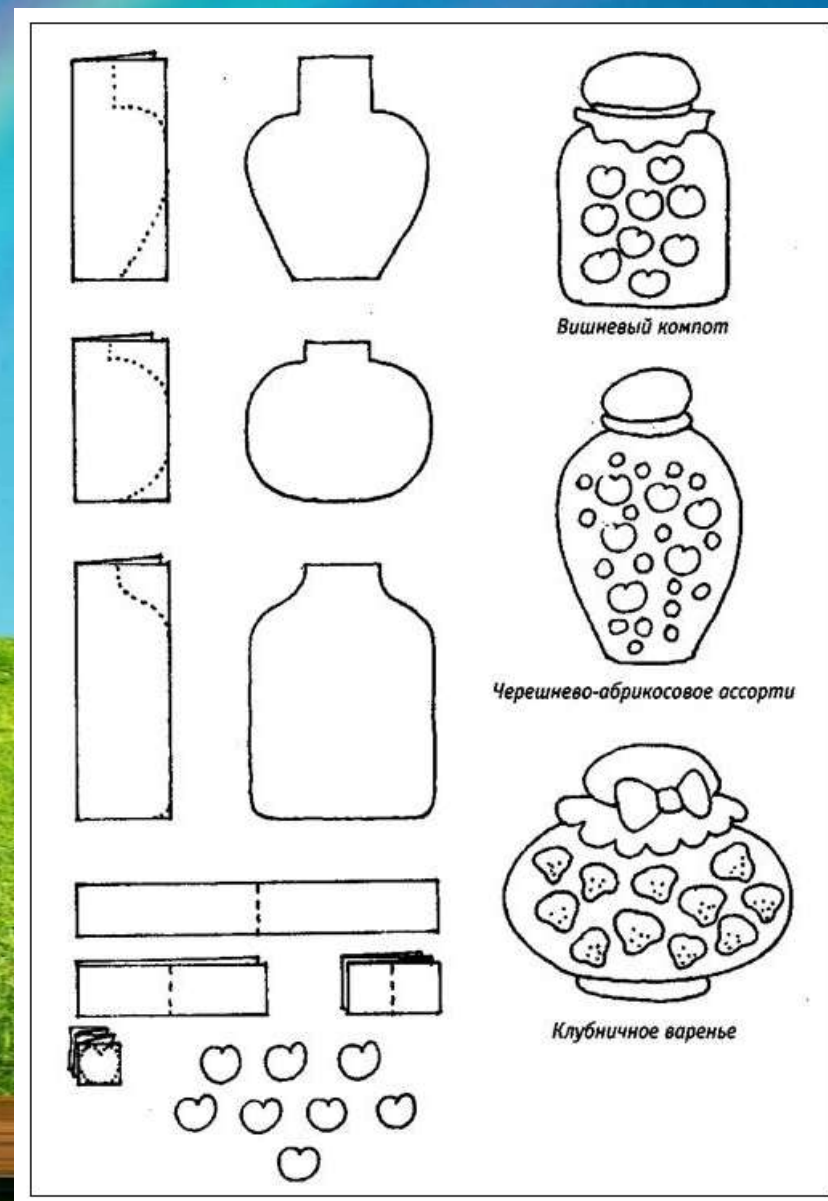 Вишневый компот
Черешнево-абрикосовое ассорти
Клубничное варенье